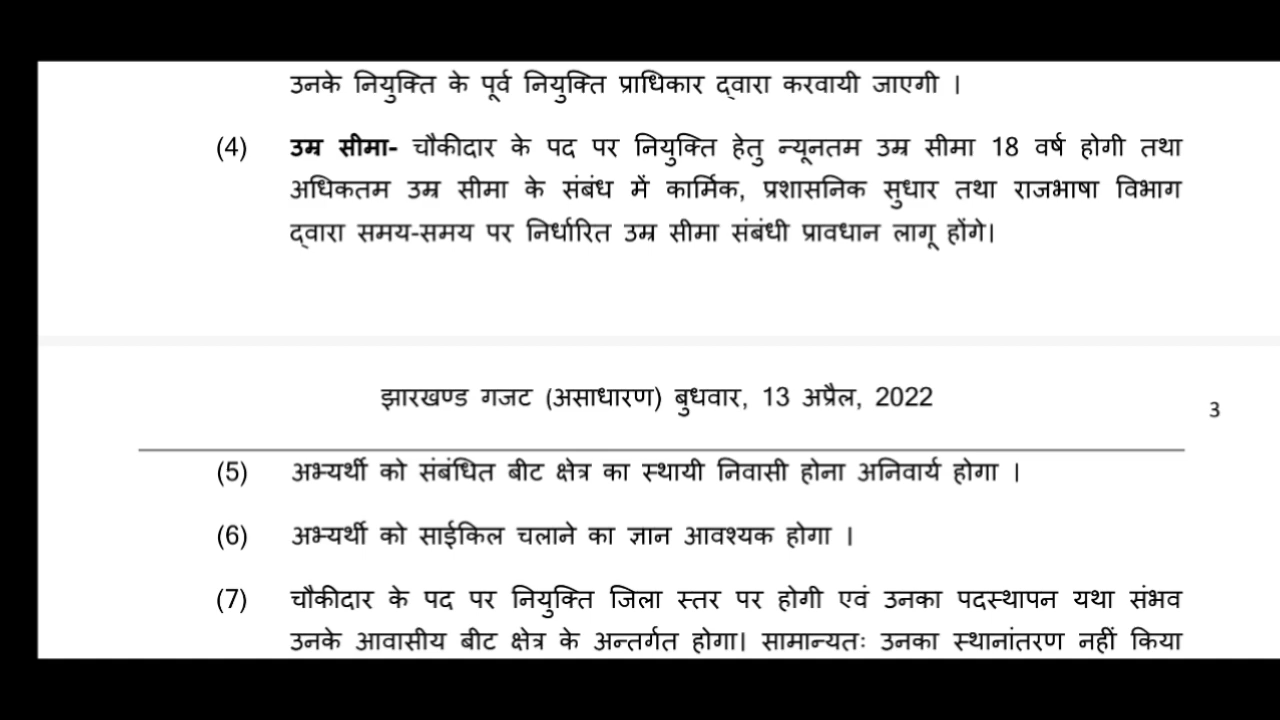 उनके नियुक्ति के पूर्व नियुक्ति प्राधिकार द्वारा करवायी जाएगी ।
(4) उम्र सीमा- चौकीदार के पद पर नियुक्ति हेतु न्यूनतम उम्र सीमा 18 वर्ष होगी तथा
अधिकतम उम्र सीमा के संबंध में कार्मिक, प्रशासनिक सुधार तथा राजभाषा विभाग
द्वारा समय-समय पर निर्धारित उम्र सीमा संबंधी प्रावधान लागू होंगे।
झारखण्ड गजट (असाधारण) बुधवार, 13 अप्रैल, 2022
3
(5) अभ्यर्थी को संबंधित बीट क्षेत्र का स्थायी निवासी होना अनिवार्य होगा ।
(6) अभ्यर्थी को साईकिल चलाने का ज्ञान आवश्यक होगा ।
(7) चौकीदार के पद पर नियुक्ति जिला स्तर पर होगी एवं उनका पदस्थापन यथा संभव
उनके आवासीय बीट क्षेत्र के अन्तर्गत होगा। सामान्यतः उनका स्थानांतरण नहीं किया